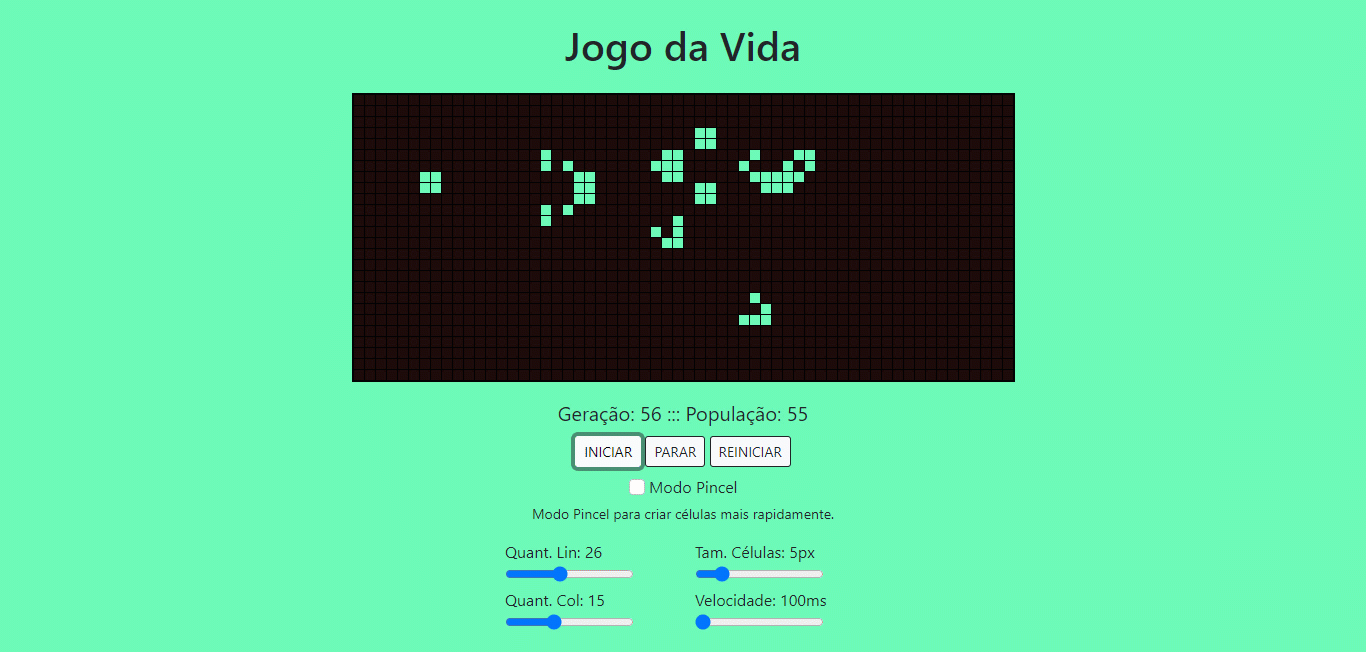 Jogo da Vida
Geração: 56 ::: População: 55
INICIAR PARAR REINICIAR
Modo Pincel
Modo Pincel para criar células mais rapidamente.
Quant. Lin: 26 Tam. Células: 5px
Quant. Col: 15 Velocidade: 100ms